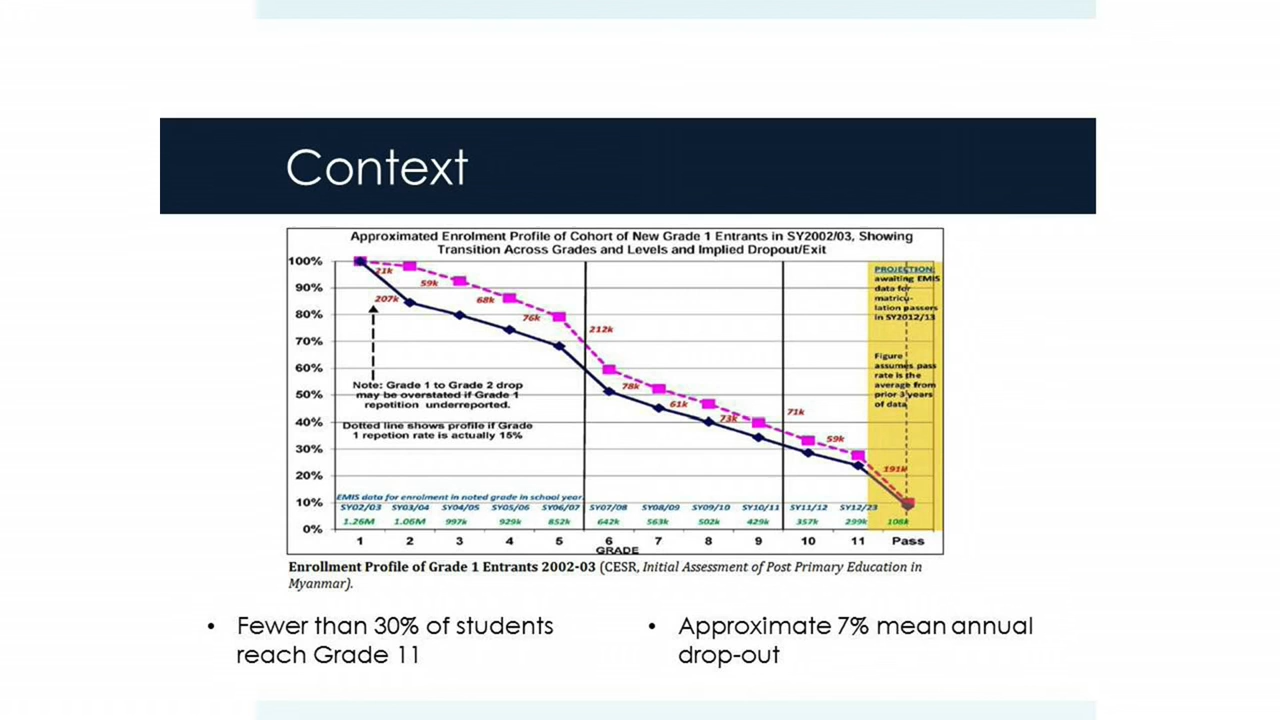 Context
Approximated Enrolment Profile of Cohort of New Grade 1 Entrants in SY2002/03, Showing
Transition Across Grades and Levels and Implied Dropout/Exit
100%
90%
80%
70%
60%
50%
40%
30%
20%
10%
0%
21k
59k
207k
68k
76k
212k
78k
61k
73k
71k
59k
191k
Note: Grade 1 to Grade 2 drop
may be overstated if Grade 1
repetition underreported.
Dotted line shows profile if Grade
1 repetion rate is actually 15%
PROJECTION:
awaiting EMIS
data for
matricu-
lation passers
in SY2012/13
Figure
assumes pass
rate is the
average from
prior 3 years
of data
EMIS data for enrolment in noted grade in school year
SY02/03 SY03/04 SY04/05 SY05/06 SY06/07 SY07/08 SY08/09 SY09/10 SY10/11 SY11/12 SY12/23
1.26M 1.06M 997k 929k 852k 642k 563k 502k 429k 357k 299k 108k
1 2 3 4 5 6 7 8 9 10 11 Pass
GRADE
Enrollment Profile of Grade 1 Entrants 2002-03 (CESR, Initial Assessment of Post Primary Education in
Myanmar).
• Fewer than 30% of students
reach Grade 11
• Approximate 7% mean annual
drop-out